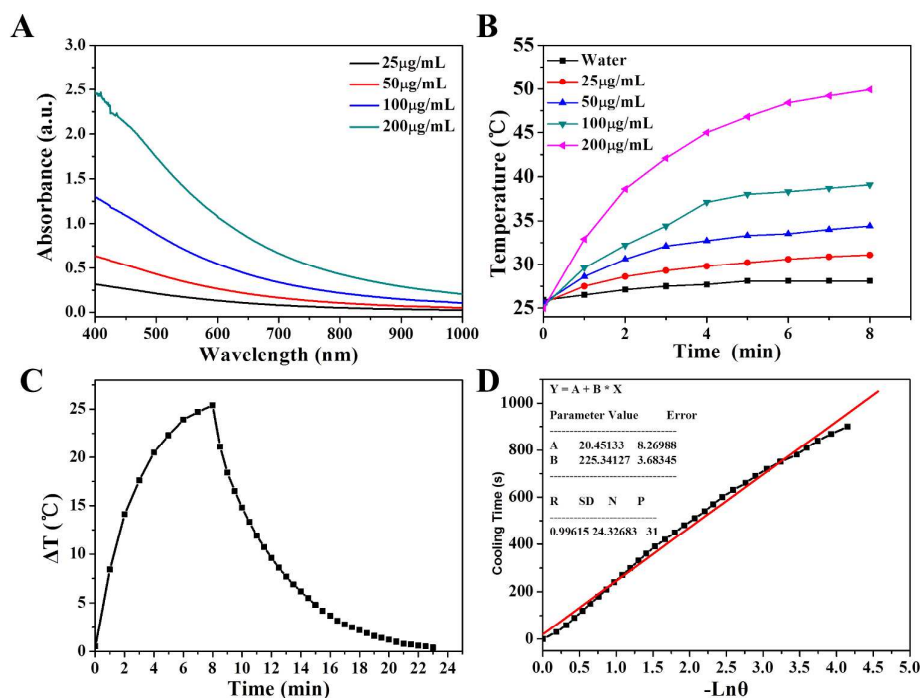 A
3.0
2.5
2.0
1.5
1.0
0.5
0.0
Absorbance (a.u.)
25μg/mL
50μg/mL
100μg/mL
200μg/mL
400 500 600 700 800 900 1000
Wavelength (nm)
B
55
50
45
40
35
30
25
Temperature (℃)
Water
25μg/mL
50μg/mL
100μg/mL
200μg/mL
0 2 4 6 8
Time (min)
C
25
20
15
10
5
0
ΔT (℃)
0 2 4 6 8 10 12 14 16 18 20 22 24
Time (min)
D
1000
800
600
400
200
0
Cooling Time (s)
Y = A + B * X
Parameter Value Error
------------------------------
A 20.45133 8.26988
B 225.34127 3.68345
------------------------------
R SD N P
------------------------------
0.99615 24.32683 31
0.0 0.5 1.0 1.5 2.0 2.5 3.0 3.5 4.0 4.5 5.0
-Lnθ